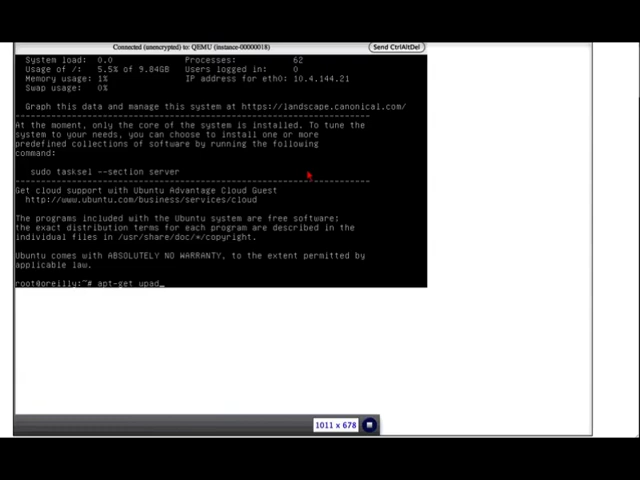 Connected (unencrypted) to: QEMU (instance-00000018)
Send CtrlAltDel
System load: 0.0 Processes: 62
Usage of /: 5.5% of 9.84GB Users logged in: 0
Memory usage: 1% IP address for eth0: 10.4.144.21
Swap usage: 0%
Graph this data and manage this system at https://landscape.canonical.com/
--------------------------------------------------------------------
At the moment, only the core of the system is installed. To tune the
system to your needs, you can choose to install one or more
predefined collections of software by running the following
command:
sudo tasksel --section server
--------------------------------------------------------------------
Get cloud support with Ubuntu Advantage Cloud Guest
http://www.ubuntu.com/business/services/cloud
The programs included with the Ubuntu system are free software;
the exact distribution terms for each program are described in the
individual files in /usr/share/doc/*/copyright.
Ubuntu comes with ABSOLUTELY NO WARRANTY, to the extent permitted by
applicable law.
root@oreilly:~# apt-get upad_
1011 x 678